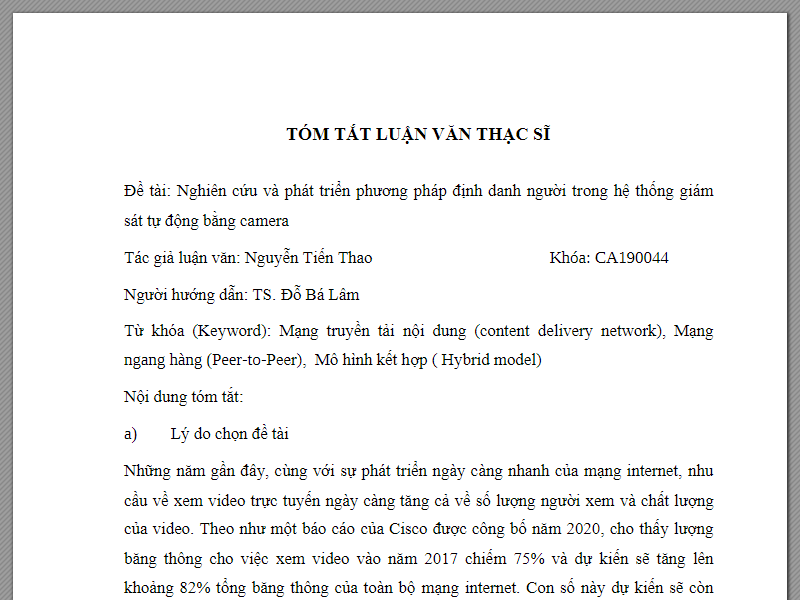 TÓM TẮT LUẬN VĂN THẠC SĨ
Đề tài: Nghiên cứu và phát triển phương pháp định danh người trong hệ thống giám
sát tự động bằng camera
Tác giả luận văn: Nguyễn Tiến Thao Khóa: CA190044
Người hướng dẫn: TS. Đỗ Bá Lâm
Từ khóa (Keyword): Mạng truyền tải nội dung (content delivery network), Mạng
ngang hàng (Peer-to-Peer),  Mô hình kết hợp ( Hybrid model)
Nội dung tóm tắt:
a) Lý do chọn đề tài
Những năm gần đây, cùng với sự phát triển ngày càng nhanh của mạng internet, nhu
cầu về xem video trực tuyến ngày càng tăng cả về số lượng người xem và chất lượng
của video. Theo như một báo cáo của Cisco được công bố năm 2020, cho thấy lượng
băng thông cho việc xem video vào năm 2017 chiếm 75% và dự kiến sẽ tăng lên
khoảng 82% tổng băng thông của toàn bộ mạng internet. Con số này dự kiến sẽ còn